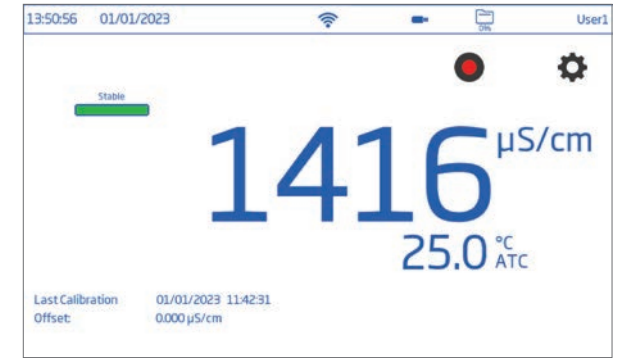 13:50:56 01/01/2023 0% User1
Stable
1416 µS/cm
25.0 °C
ATC
Last Calibration 01/01/2023 11:42:31
Offset: 0.000 µS/cm